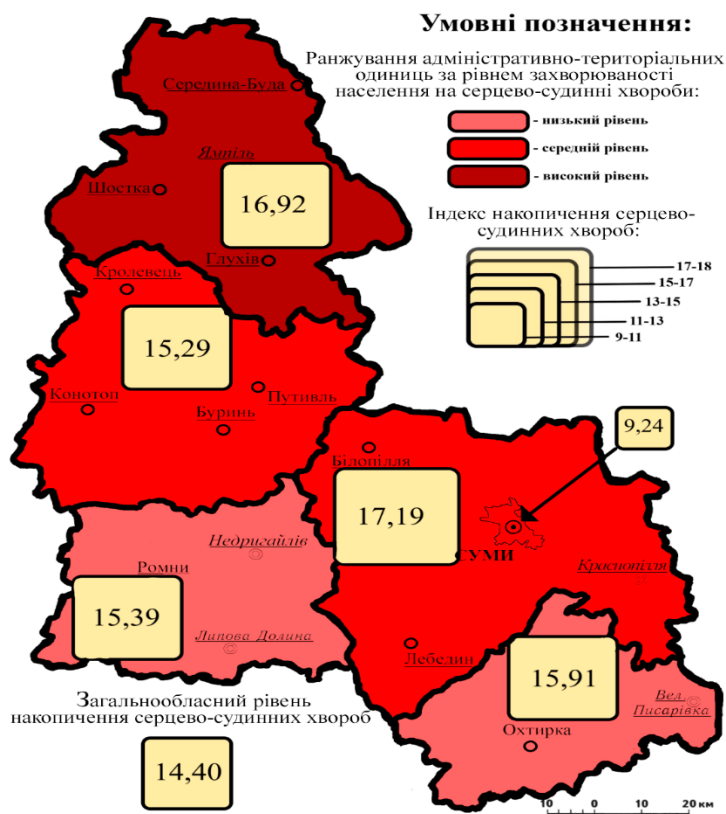 Умовні позначення:
Ранжування адміністративно-територіальних
одиниць за рівнем захворюваності
населення на серцево-судинні хвороби:
- низький рівень
- середній рівень
- високий рівень
Індекс накопичення серцево-
судинних хвороб:
17-18
15-17
13-15
11-13
9-11
Середина-Буда
Ямпіль
Шостка
16,92
Глухів
Кролевець
15,29
Конотоп
Путивль
Буринь
9,24
Білопілля
17,19
СУМИ
Недригайлів
Краснопілля
Ромни
15,39
Липова Долина
Лебедин
15,91
Вел.
Писарівка
Охтирка
Загальнообласний рівень
накопичення серцево-судинних хвороб
14,40
10 0 10 20 км